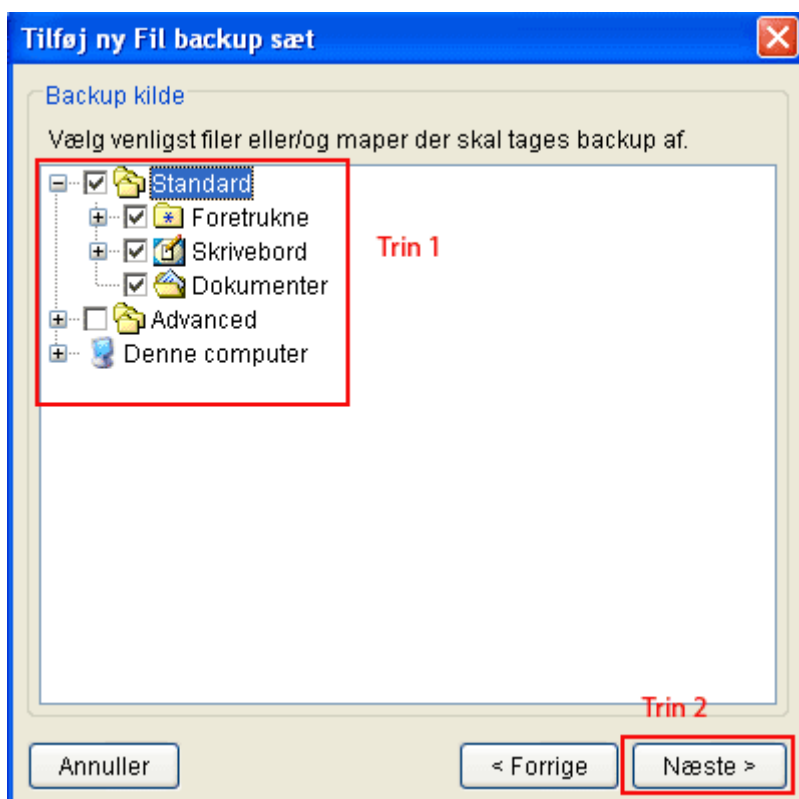 Tilføj ny Fil backup sæt
Backup kilde
Vælg venligst filer eller/og maper der skal tages backup af.
Standard
Foretrukne
Skrivebord
Trin 1
Dokumenter
Advanced
Denne computer
Trin 2
Annuller
< Forrige
Næste >